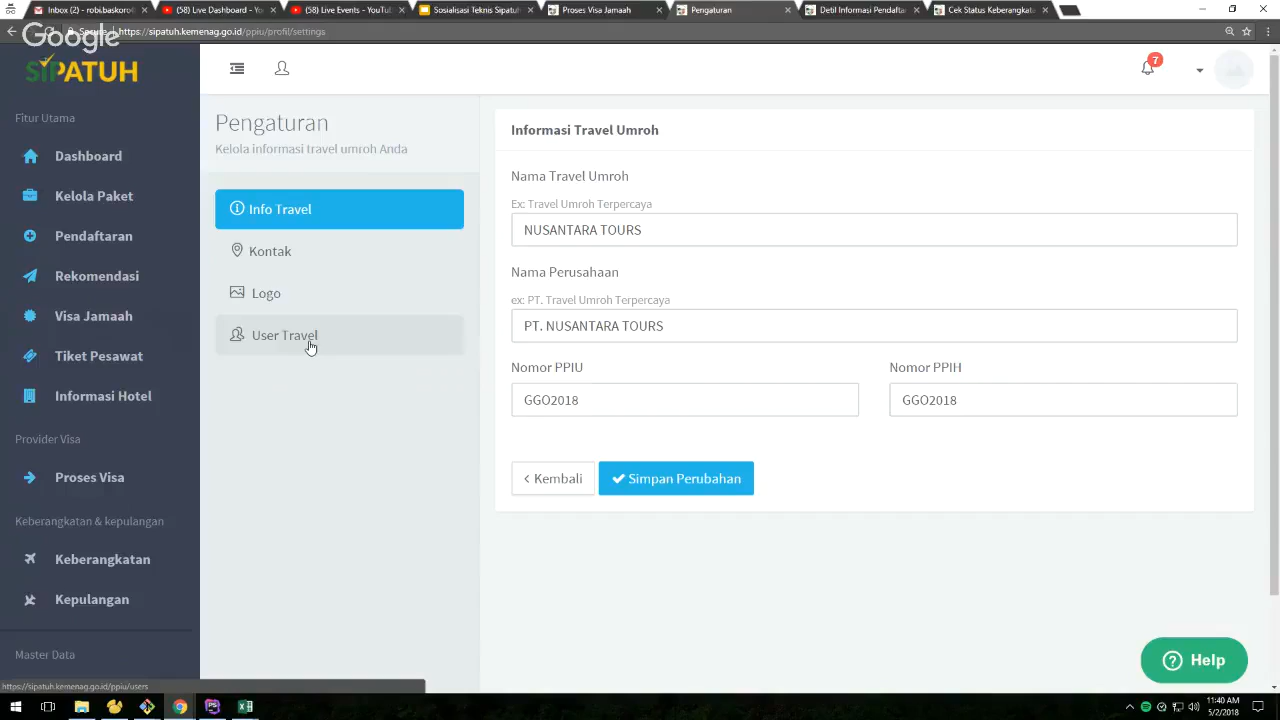 Inbox (2) - robi.baskoro
(58) Live Dashboard - Yo
(58) Live Events - YouTu
Sosialisasi Teknis Sipatuh
Proses Visa Jamaah
Pengaturan
Detil Informasi Pendafta
Cek Status Keberangka
https://sipatuh.kemenag.go.id/ppiu/profil/settings
Google
SIPATUH
7
Fitur Utama
Dashboard
Kelola Paket
Pendaftaran
Rekomendasi
Visa Jamaah
Tiket Pesawat
Informasi Hotel
Provider Visa
Proses Visa
Keberangkatan & kepulangan
Keberangkatan
Kepulangan
Master Data
Pengaturan
Kelola informasi travel umroh Anda
Info Travel
Kontak
Logo
User Travel
Informasi Travel Umroh
Nama Travel Umroh
Ex: Travel Umroh Terpercaya
NUSANTARA TOURS
Nama Perusahaan
ex: PT. Travel Umroh Terpercaya
PT. NUSANTARA TOURS
Nomor PPIU
Nomor PPIH
GGO2018
GGO2018
Kembali
Simpan Perubahan
Help
https://sipatuh.kemenag.go.id/ppiu/users
11:40 AM
5/2/2018